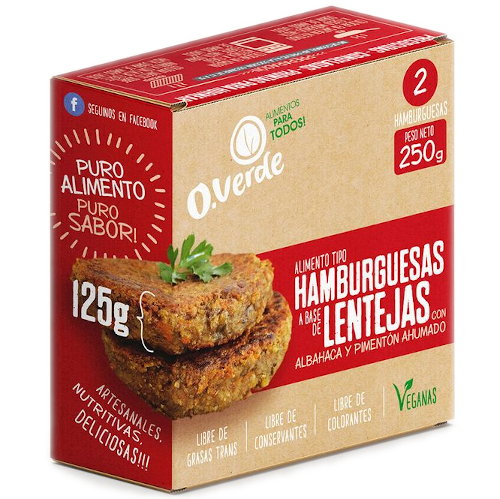 SEGUINOS EN FACEBOOK
PURO
ALIMENTO
PURO
SABOR!
125g
ARTESANALES,
NUTRITIVAS,
DELICIOSAS!!!
ALIMENTOS
PARA
TODOS!
O.verde
2
HAMBURGUESAS
PESO NETO
250g
ALIMENTO TIPO
HAMBURGUESAS
A BASE
DE
LENTEJAS CON
ALBAHACA Y PIMENTÓN AHUMADO
LIBRE DE
GRASAS TRANS
LIBRE DE
CONSERVANTES
LIBRE DE
COLORANTES
VEGANAS